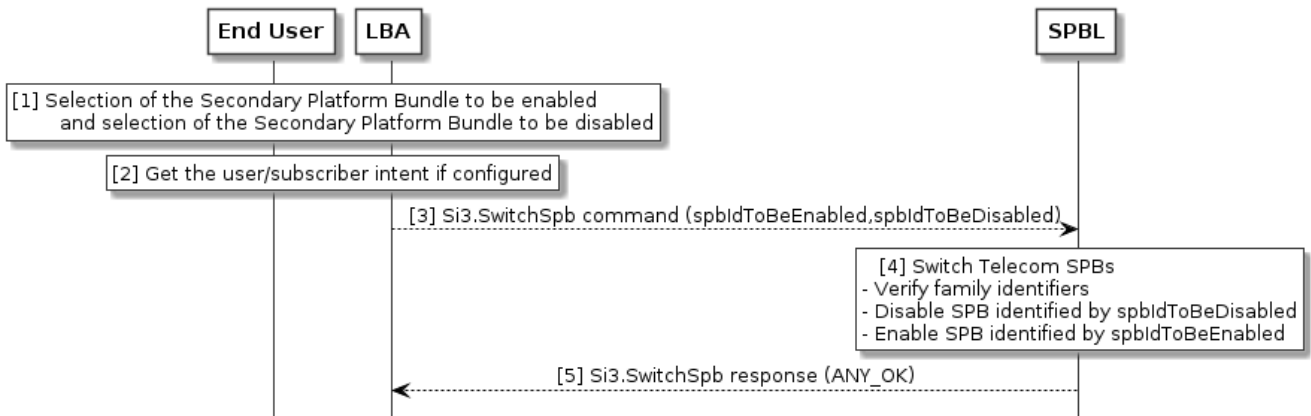 End User
LBA
SPBL
[1] Selection of the Secondary Platform Bundle to be enabled
and selection of the Secondary Platform Bundle to be disabled
[2] Get the user/subscriber intent if configured
[3] Si3.SwitchSpb command (spbIdToBeEnabled,spbIdToBeDisabled)
[4] Switch Telecom SPBs
- Verify family identifiers
- Disable SPB identified by spbIdToBeDisabled
- Enable SPB identified by spbIdToBeEnabled
[5] Si3.SwitchSpb response (ANY_OK)